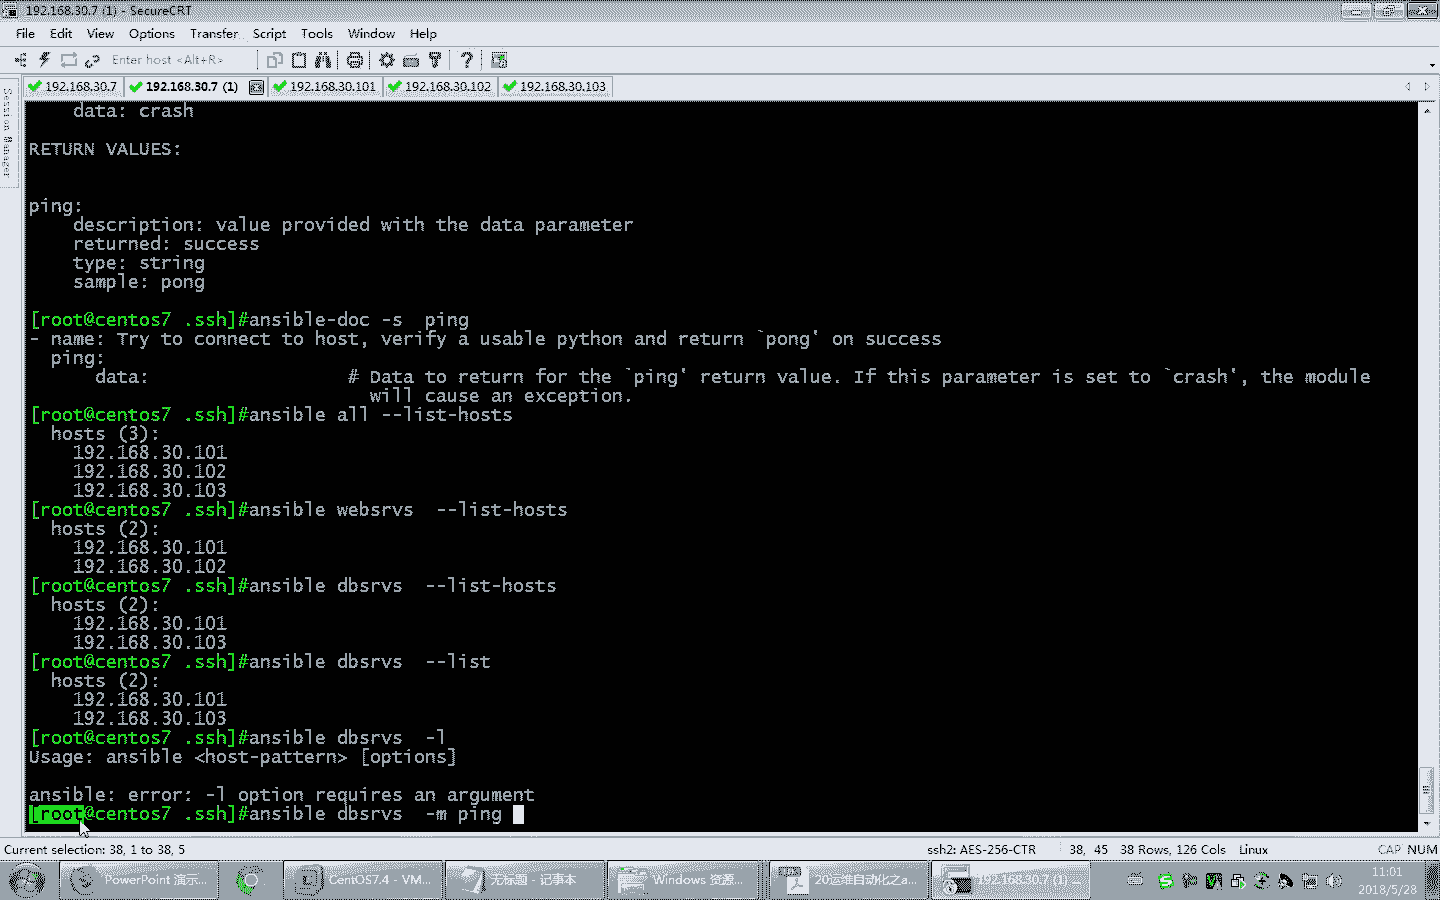 192.168.30.7 (1) - SecureCRT
File Edit View Options Transfer Script Tools Window Help
Enter host <Alt+R>
192.168.30.7 192.168.30.7 (1) 192.168.30.101 192.168.30.102 192.168.30.103
Session Manager
data: crash
RETURN VALUES:
ping:
description: value provided with the data parameter
returned: success
type: string
sample: pong
[root@centos7 .ssh]#ansible-doc -s  ping
- name: Try to connect to host, verify a usable python and return `pong' on success
ping:
data:                  # Data to return for the `ping' return value. If this parameter is set to `crash', the module
will cause an exception.
[root@centos7 .ssh]#ansible all --list-hosts
hosts (3):
192.168.30.101
192.168.30.102
192.168.30.103
[root@centos7 .ssh]#ansible websrvs  --list-hosts
hosts (2):
192.168.30.101
192.168.30.102
[root@centos7 .ssh]#ansible dbsrvs  --list-hosts
hosts (2):
192.168.30.101
192.168.30.103
[root@centos7 .ssh]#ansible dbsrvs  --list
hosts (2):
192.168.30.101
192.168.30.103
[root@centos7 .ssh]#ansible dbsrvs  -l
Usage: ansible <host-pattern> [options]
ansible: error: -l option requires an argument
[root@centos7 .ssh]#ansible dbsrvs  -m ping
Current selection: 38, 1 to 38, 5 ssh2: AES-256-CTR 38, 45 38 Rows, 126 Cols Linux CAP NUM
PowerPoint 演示... CentOS7.4 - VM... 无标题 - 记事本 Windows 资源... 20运维自动化之a... 192.168.30.7 (1) ... 11:01
2018/5/28